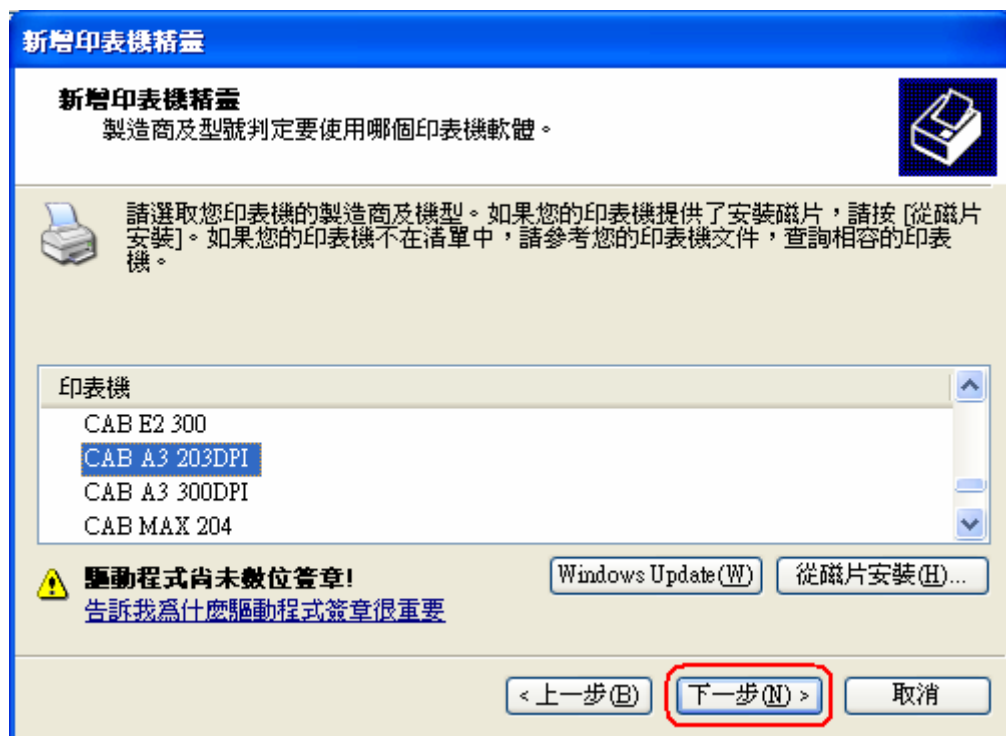 新增印表機精靈
新增印表機精靈
製造商及型號判定要使用哪個印表機軟體。
請選取您印表機的製造商及機型。如果您的印表機提供了安裝磁片，請按 [從磁片
安裝]。如果您的印表機不在清單中，請參考您的印表機文件，查詢相容的印表
機。
印表機
CAB E2 300
CAB A3 203DPI
CAB A3 300DPI
CAB MAX 204
驅動程式尚未數位簽章!
Windows Update(W)
從磁片安裝(H)...
告訴我爲什麼驅動程式簽章很重要
< 上一步(B)
下一步(N) >
取消